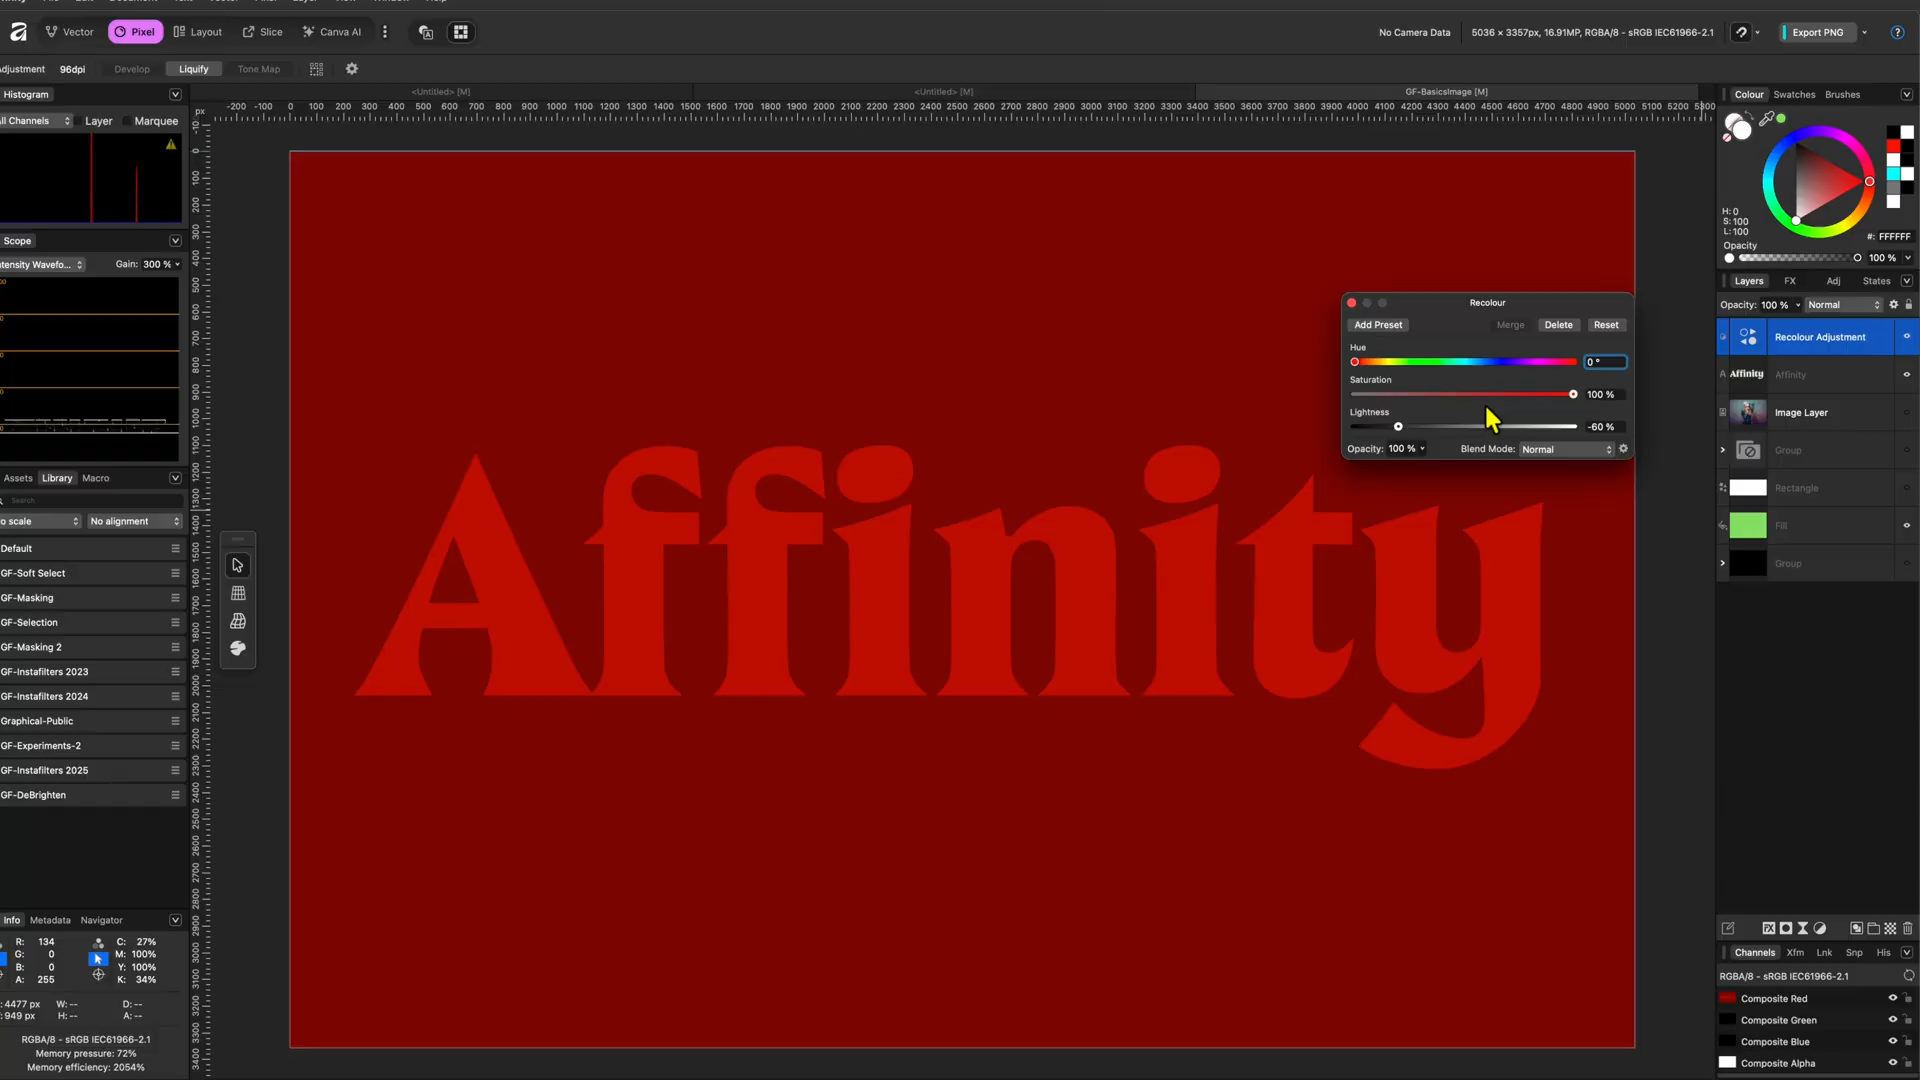 Vector Pixel Layout Slice Canva AI
No Camera Data 5036 × 3357px, 16.91MP, RGBA/8 - sRGB IEC61966-2.1 Export PNG
96dpi Develop Liquify Tone Map
Histogram
Layer Marquee
Scope
Gain: 300 %
Assets Library Macro
Search
No alignment
Default
GF-Soft Select
GF-Masking
GF-Selection
GF-Masking 2
GF-Instafilters 2023
GF-Instafilters 2024
Graphical-Public
GF-Experiments-2
GF-Instafilters 2025
GF-DeBrighten
Info Metadata Navigator
R: 134 C: 27%
G: 0 M: 100%
B: 0 Y: 100%
A: 255 K: 34%
4477 px W: -- D: --
949 px H: -- A: --
RGBA/8 - sRGB IEC61966-2.1
Memory pressure: 72%
Memory efficiency: 2054%
<Untitled> [M] <Untitled> [M] GF-BasicsImage [M]
px -200 -100 0 100 200 300 400 500 600 700 800 900 1000 1100 1200 1300 1400 1500 1600 1700 1800 1900 2000 2100 2200 2300 2400 2500 2600 2700 2800 2900 3000 3100 3200 3300 3400 3500 3600 3700 3800 3900 4000 4100 4200 4300 4400 4500 4600 4700 4800 4900 5000 5100 5200 5300
Affinity
Recolour
Add Preset Merge Delete Reset
Hue
0 °
Saturation
100 %
Lightness
-60 %
Opacity: 100 % Blend Mode: Normal
Colour Swatches Brushes
H: 0
S: 100
L: 100
#: FFFFFF
Opacity
100 %
Layers FX Adj States
Opacity: 100 % Normal
Recolour Adjustment
A Affinity Affinity
Image Layer
Group
Rectangle
Fill
Group
Channels Xfm Lnk Snp His
RGBA/8 - sRGB IEC61966-2.1
Composite Red
Composite Green
Composite Blue
Composite Alpha